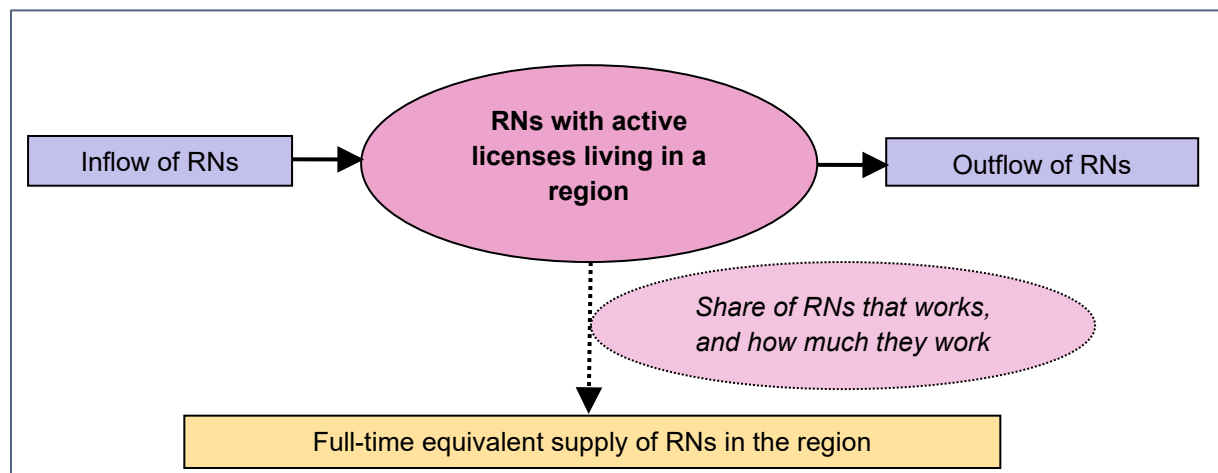 RNs with active
licenses living in a
region
Inflow of RNs
Outflow of RNs
Share of RNs that works,
and how much they work
Full-time equivalent supply of RNs in the region